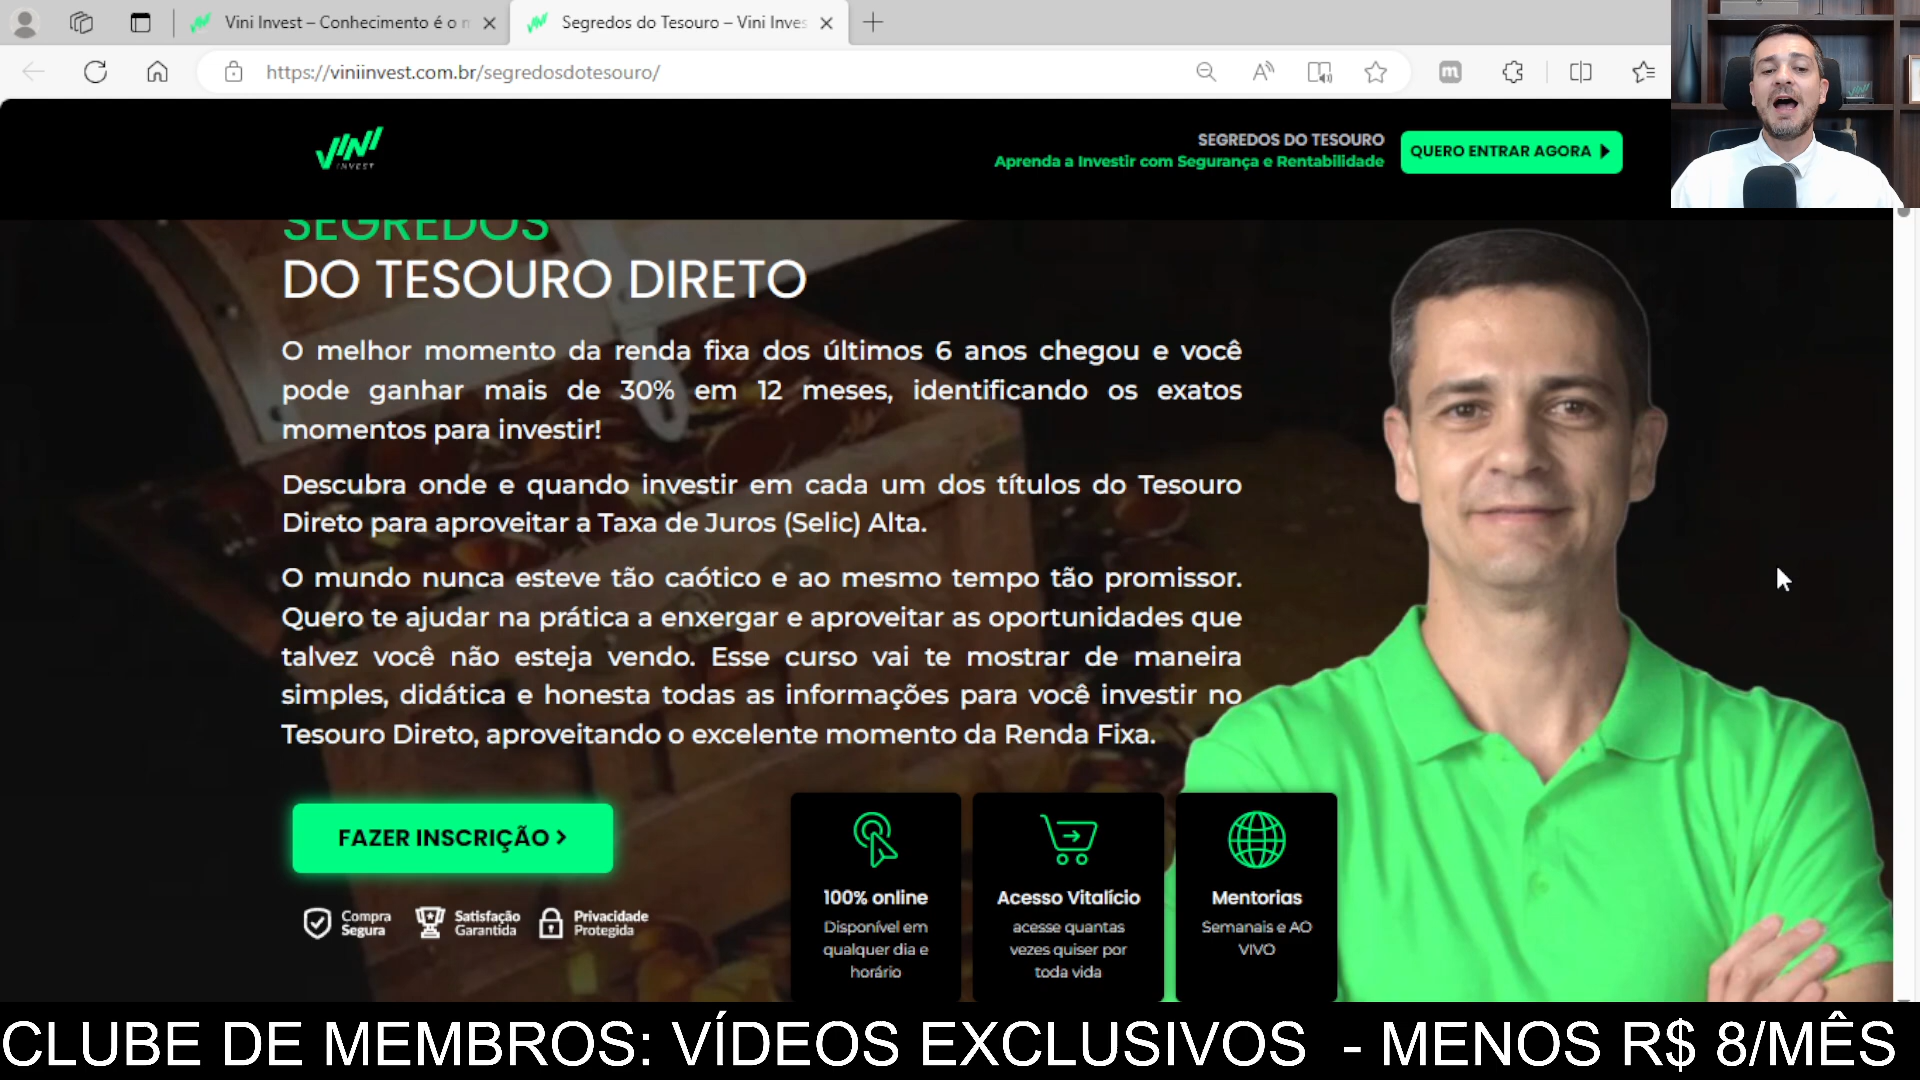 Vini Invest – Conhecimento é o m
Segredos do Tesouro – Vini Inves
https://viniinvest.com.br/segredosdotesouro/
VINI
INVEST
SEGREDOS DO TESOURO
Aprenda a Investir com Segurança e Rentabilidade
QUERO ENTRAR AGORA
SEGREDOS
DO TESOURO DIRETO
O melhor momento da renda fixa dos últimos 6 anos chegou e você
pode ganhar mais de 30% em 12 meses, identificando os exatos
momentos para investir!
Descubra onde e quando investir em cada um dos títulos do Tesouro
Direto para aproveitar a Taxa de Juros (Selic) Alta.
O mundo nunca esteve tão caótico e ao mesmo tempo tão promissor.
Quero te ajudar na prática a enxergar e aproveitar as oportunidades que
talvez você não esteja vendo. Esse curso vai te mostrar de maneira
simples, didática e honesta todas as informações para você investir no
Tesouro Direto, aproveitando o excelente momento da Renda Fixa.
FAZER INSCRIÇÃO >
Compra
Segura
Satisfação
Garantida
Privacidade
Protegida
100% online
Disponível em
qualquer dia e
horário
Acesso Vitalício
acesse quantas
vezes quiser por
toda vida
Mentorias
Semanais e AO
VIVO
CLUBE DE MEMBROS: VÍDEOS EXCLUSIVOS - MENOS R$ 8/MÊS